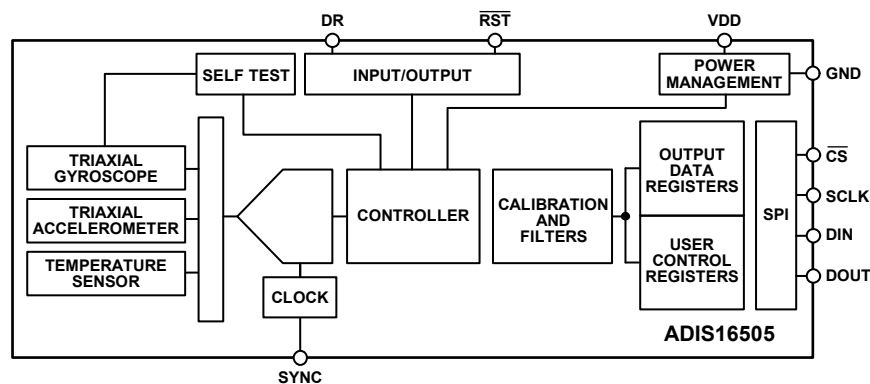 DR
RST
VDD
SELF TEST
INPUT/OUTPUT
POWER
MANAGEMENT
GND
TRIAXIAL
GYROSCOPE
TRIAXIAL
ACCELEROMETER
TEMPERATURE
SENSOR
CONTROLLER
CLOCK
SYNC
CALIBRATION
AND
FILTERS
OUTPUT
DATA
REGISTERS
USER
CONTROL
REGISTERS
SPI
CS
SCLK
DIN
DOUT
ADIS16505